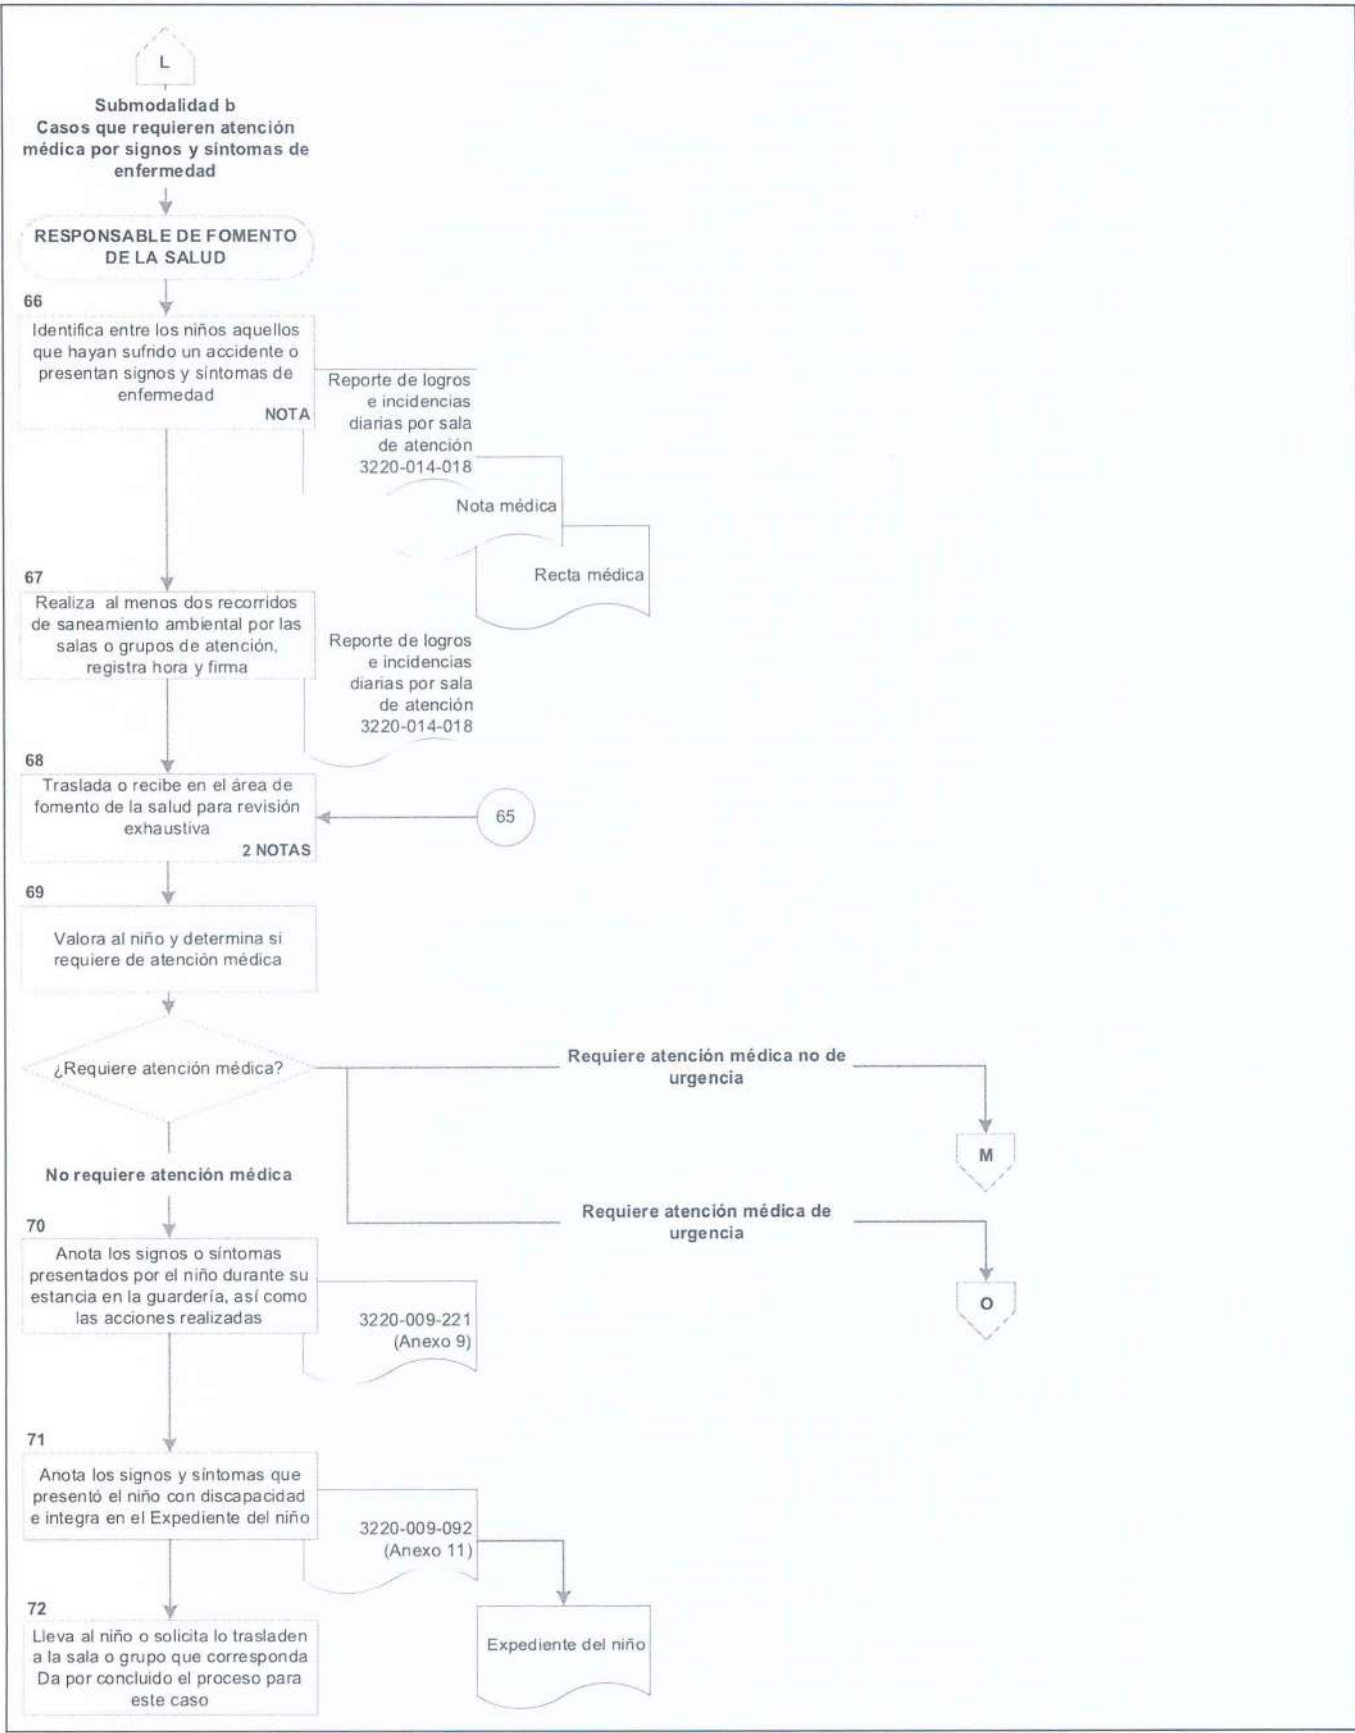 L
Submodalidad b
Casos que requieren atención
médica por signos y síntomas de
enfermedad
RESPONSABLE DE FOMENTO
DE LA SALUD
66
Identifica entre los niños aquellos
que hayan sufrido un accidente o
presentan signos y síntomas de
enfermedad
NOTA
Reporte de logros
e incidencias
diarias por sala
de atención
3220-014-018
Nota médica
Recta médica
67
Realiza al menos dos recorridos
de saneamiento ambiental por las
salas o grupos de atención,
registra hora y firma
Reporte de logros
e incidencias
diarias por sala
de atención
3220-014-018
68
Traslada o recibe en el área de
fomento de la salud para revisión
exhaustiva
2 NOTAS
65
69
Valora al niño y determina si
requiere de atención médica
¿Requiere atención médica?
Requiere atención médica no de
urgencia
M
No requiere atención médica
Requiere atención médica de
urgencia
O
70
Anota los signos o síntomas
presentados por el niño durante su
estancia en la guardería, así como
las acciones realizadas
3220-009-221
(Anexo 9)
71
Anota los signos y síntomas que
presentó el niño con discapacidad
e integra en el Expediente del niño
3220-009-092
(Anexo 11)
Expediente del niño
72
Lleva al niño o solicita lo trasladen
a la sala o grupo que corresponda
Da por concluido el proceso para
este caso